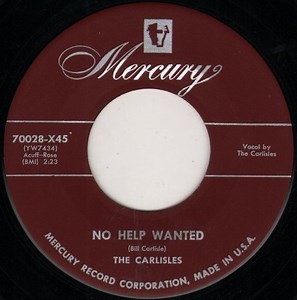 Mercury
70028-X45
(YW7434)
Acuff-Rose
(BMI) 2:23
Vocal by
The Carlisles
NO HELP WANTED
(Bill Carlisle)
THE CARLISLES
MERCURY RECORD CORPORATION, MADE IN U.S.A.